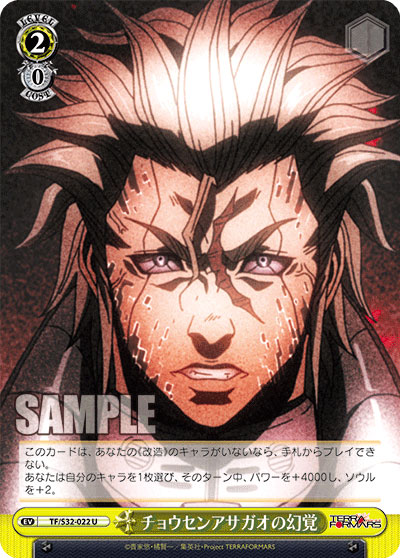 LEVEL
2
0
COST
SAMPLE
このカードは、あなたの《改造》のキャラがいないなら、手札からプレイでき
ない。
あなたは自分のキャラを1枚選び、そのターン中、パワーを+4000し、ソウル
を+2。
EV
TF/S32-022 U
チョウセンアサガオの幻覚
TERRAFORMARS
©貴家悠・橘賢一/集英社・Project TERRAFORMARS